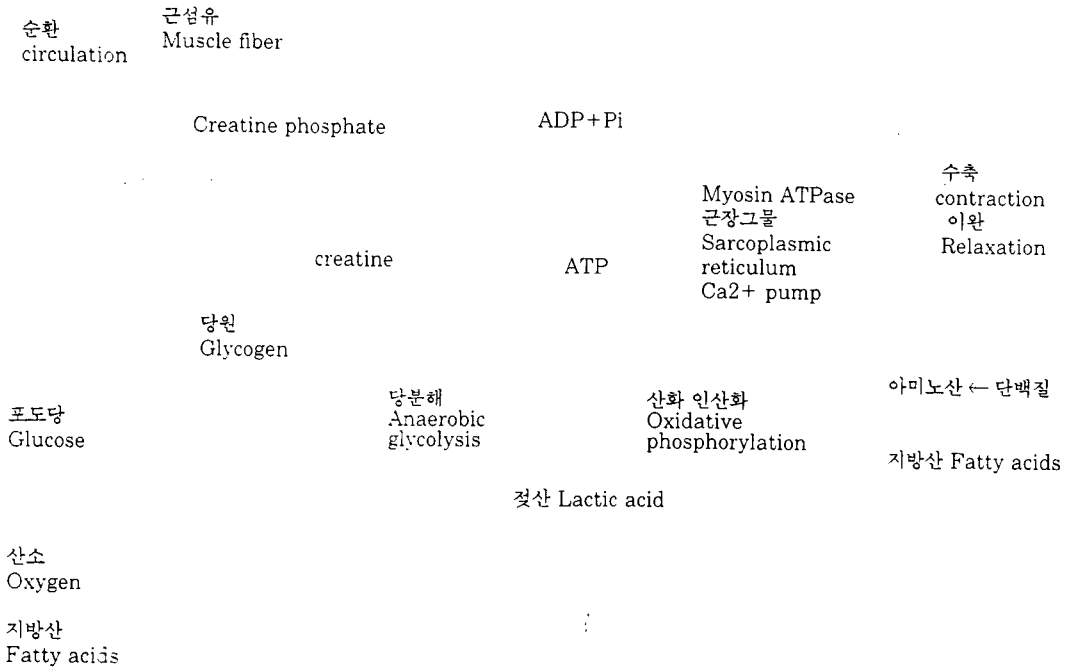 순환
circulation
근섬유
Muscle fiber
Creatine phosphate
ADP+Pi
Myosin ATPase
근장그물
Sarcoplasmic
reticulum
Ca2+ pump
수축
contraction
이완
Relaxation
creatine
ATP
당원
Glycogen
포도당
Glucose
당분해
Anaerobic
glycolysis
산화 인산화
Oxidative
phosphorylation
아미노산 ← 단백질
지방산 Fatty acids
젖산 Lactic acid
산소
Oxygen
지방산
Fatty acids